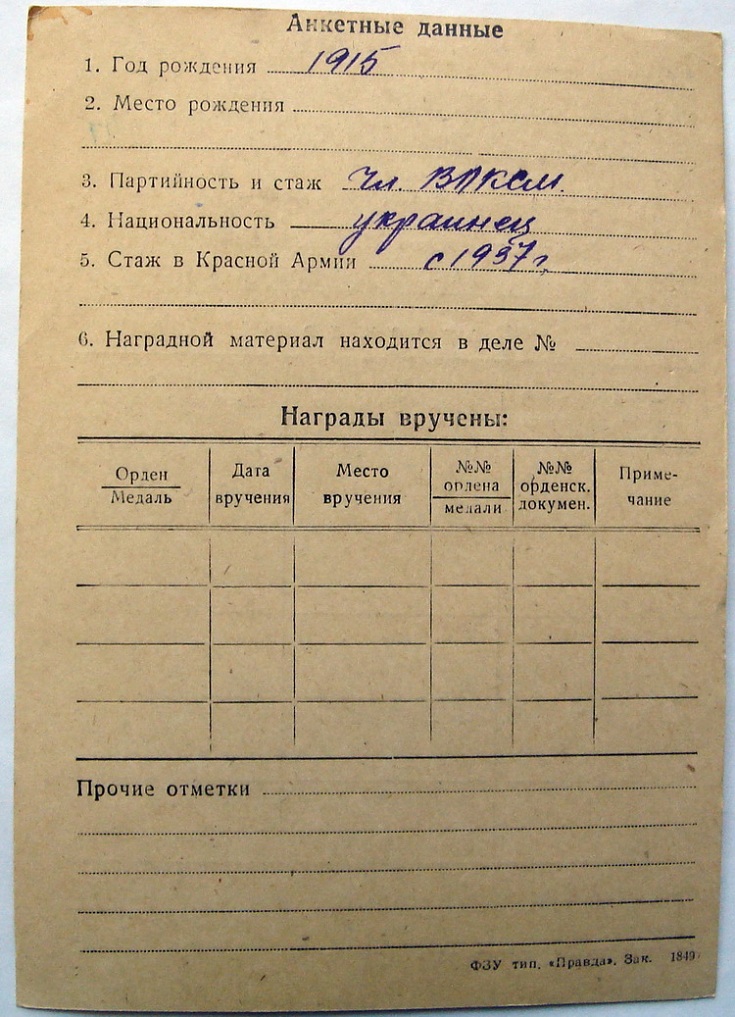 Анкетные данные
1. Год рождения 1915
2. Место рождения
3. Партийность и стаж Чл. ВЛКСМ.
4. Национальность украинец
5. Стаж в Красной Армии с 1937 г.
6. Наградной материал находится в деле №
Награды вручены:
Орден
Медаль
Дата
вручения
Место
вручения
№№
ордена
медали
№№
орденск.
докумен.
Приме-
чание
Прочие отметки
ФЗУ тип. «Правда». Зак. 1849